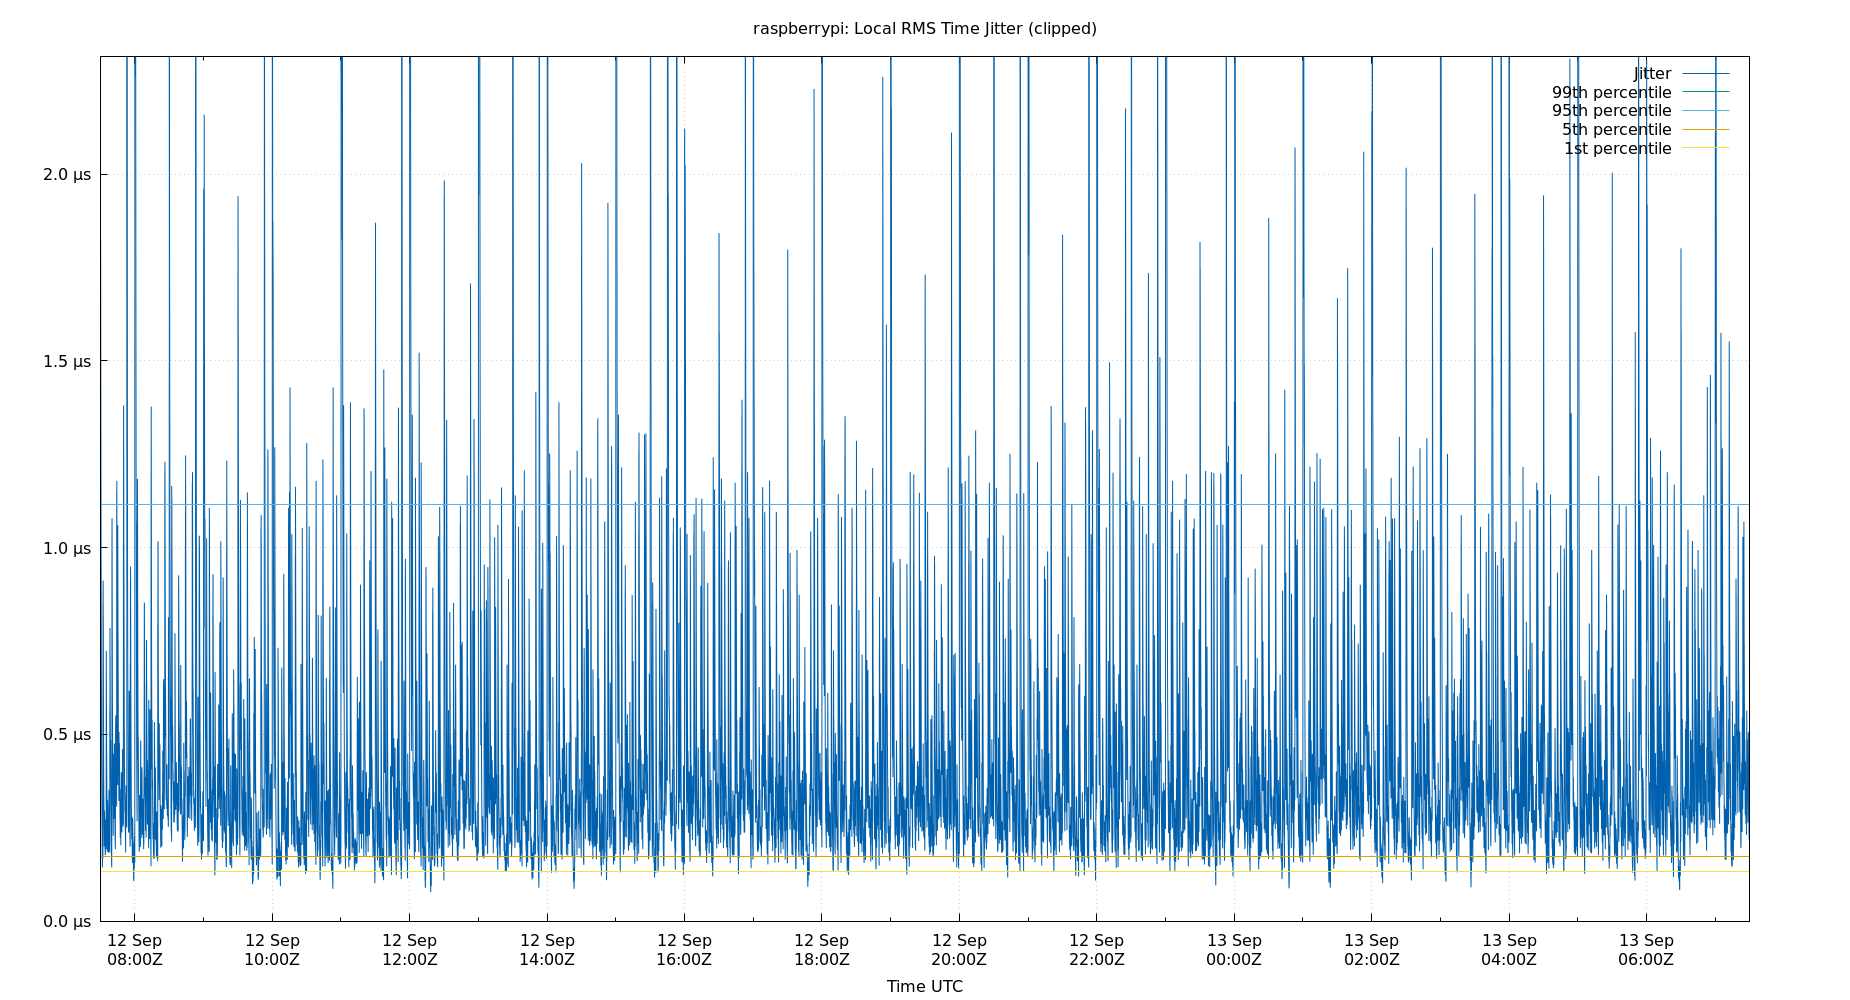 raspberrypi: Local RMS Time Jitter (clipped)
Jitter
99th percentile
95th percentile
5th percentile
1st percentile
2.0 µs
1.5 µs
1.0 µs
0.5 µs
0.0 µs
12 Sep 12 Sep 12 Sep 12 Sep 12 Sep 12 Sep 12 Sep 12 Sep 13 Sep 13 Sep 13 Sep 13 Sep
08:00Z 10:00Z 12:00Z 14:00Z 16:00Z 18:00Z 20:00Z 22:00Z 00:00Z 02:00Z 04:00Z 06:00Z
Time UTC